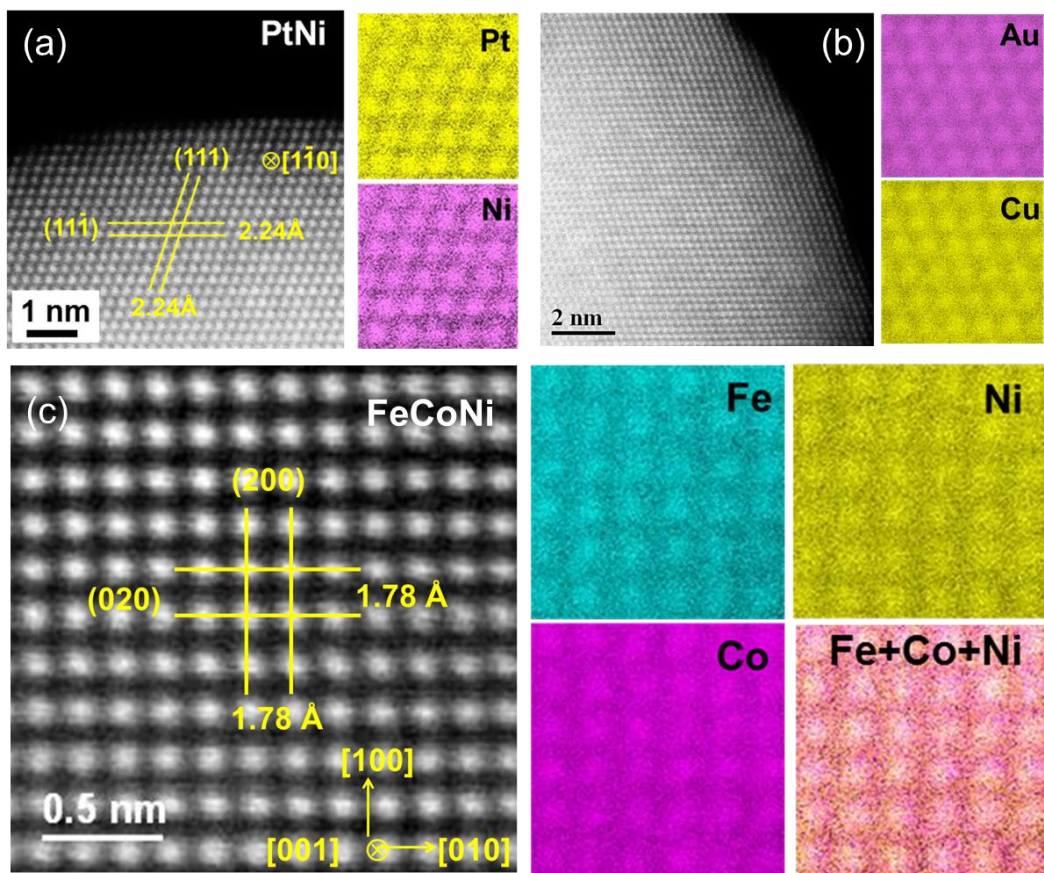 (a)
PtNi
(111)
⊗[11̄0]
(111̄)
2.24Å
2.24Å
1 nm
Pt
Ni
(b)
2 nm
Au
Cu
(c)
FeCoNi
(200)
(020)
1.78 Å
1.78 Å
[100]
0.5 nm
[001]
⊗
[010]
Fe
Ni
Co
Fe+Co+Ni